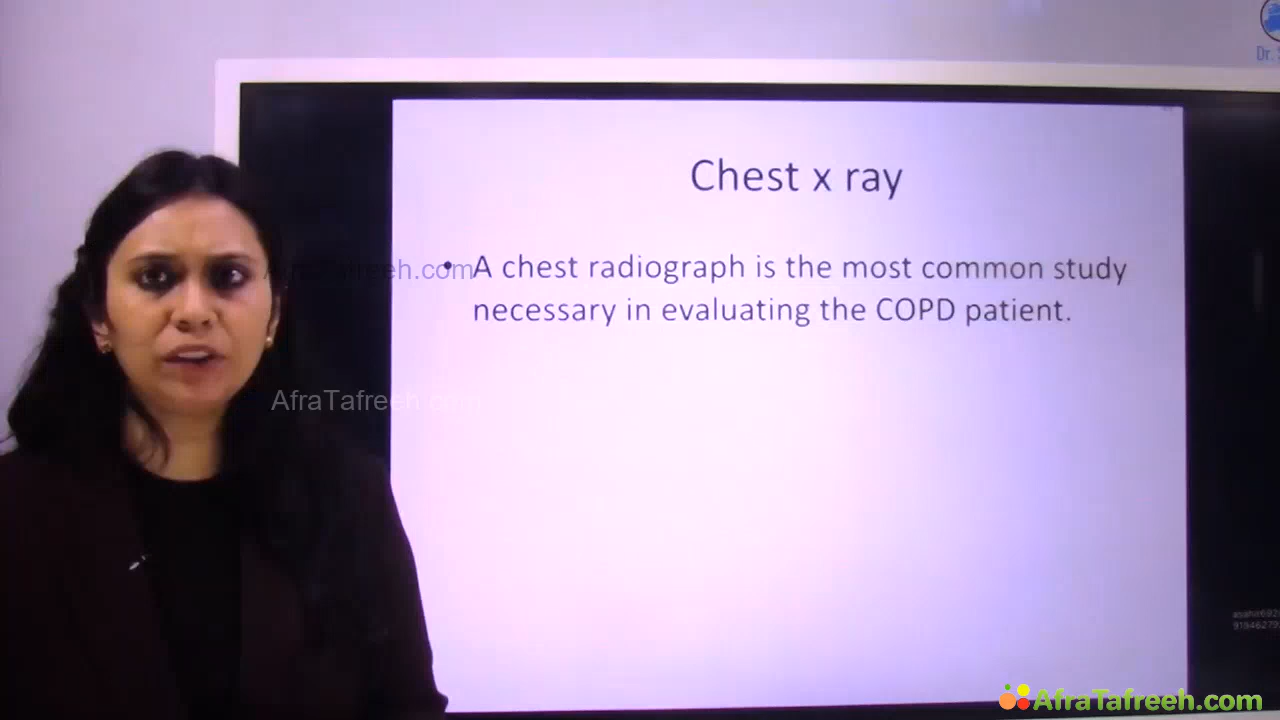 Dr.
Chest x ray
• A chest radiograph is the most common study
necessary in evaluating the COPD patient.
AfraTafreeh.com
AfraTafreeh.com
AfraTafreeh.com